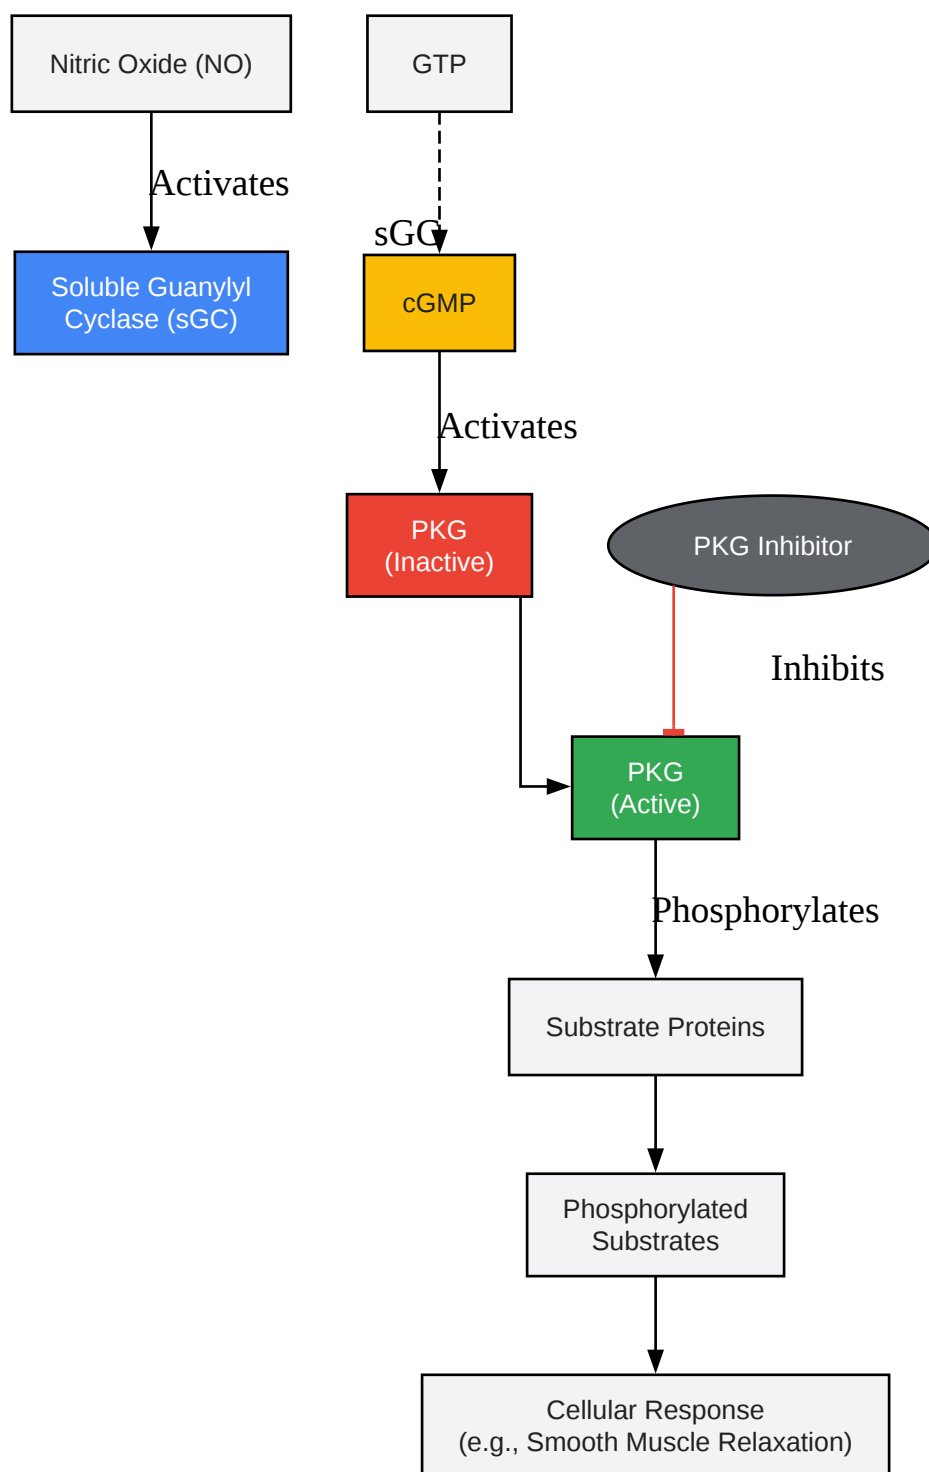 Nitric Oxide (NO)
GTP
Activates
sGC
Soluble Guanylyl
Cyclase (sGC)
cGMP
Activates
PKG
(Inactive)
PKG Inhibitor
Inhibits
PKG
(Active)
Phosphorylates
Substrate Proteins
Phosphorylated
Substrates
Cellular Response
(e.g., Smooth Muscle Relaxation)